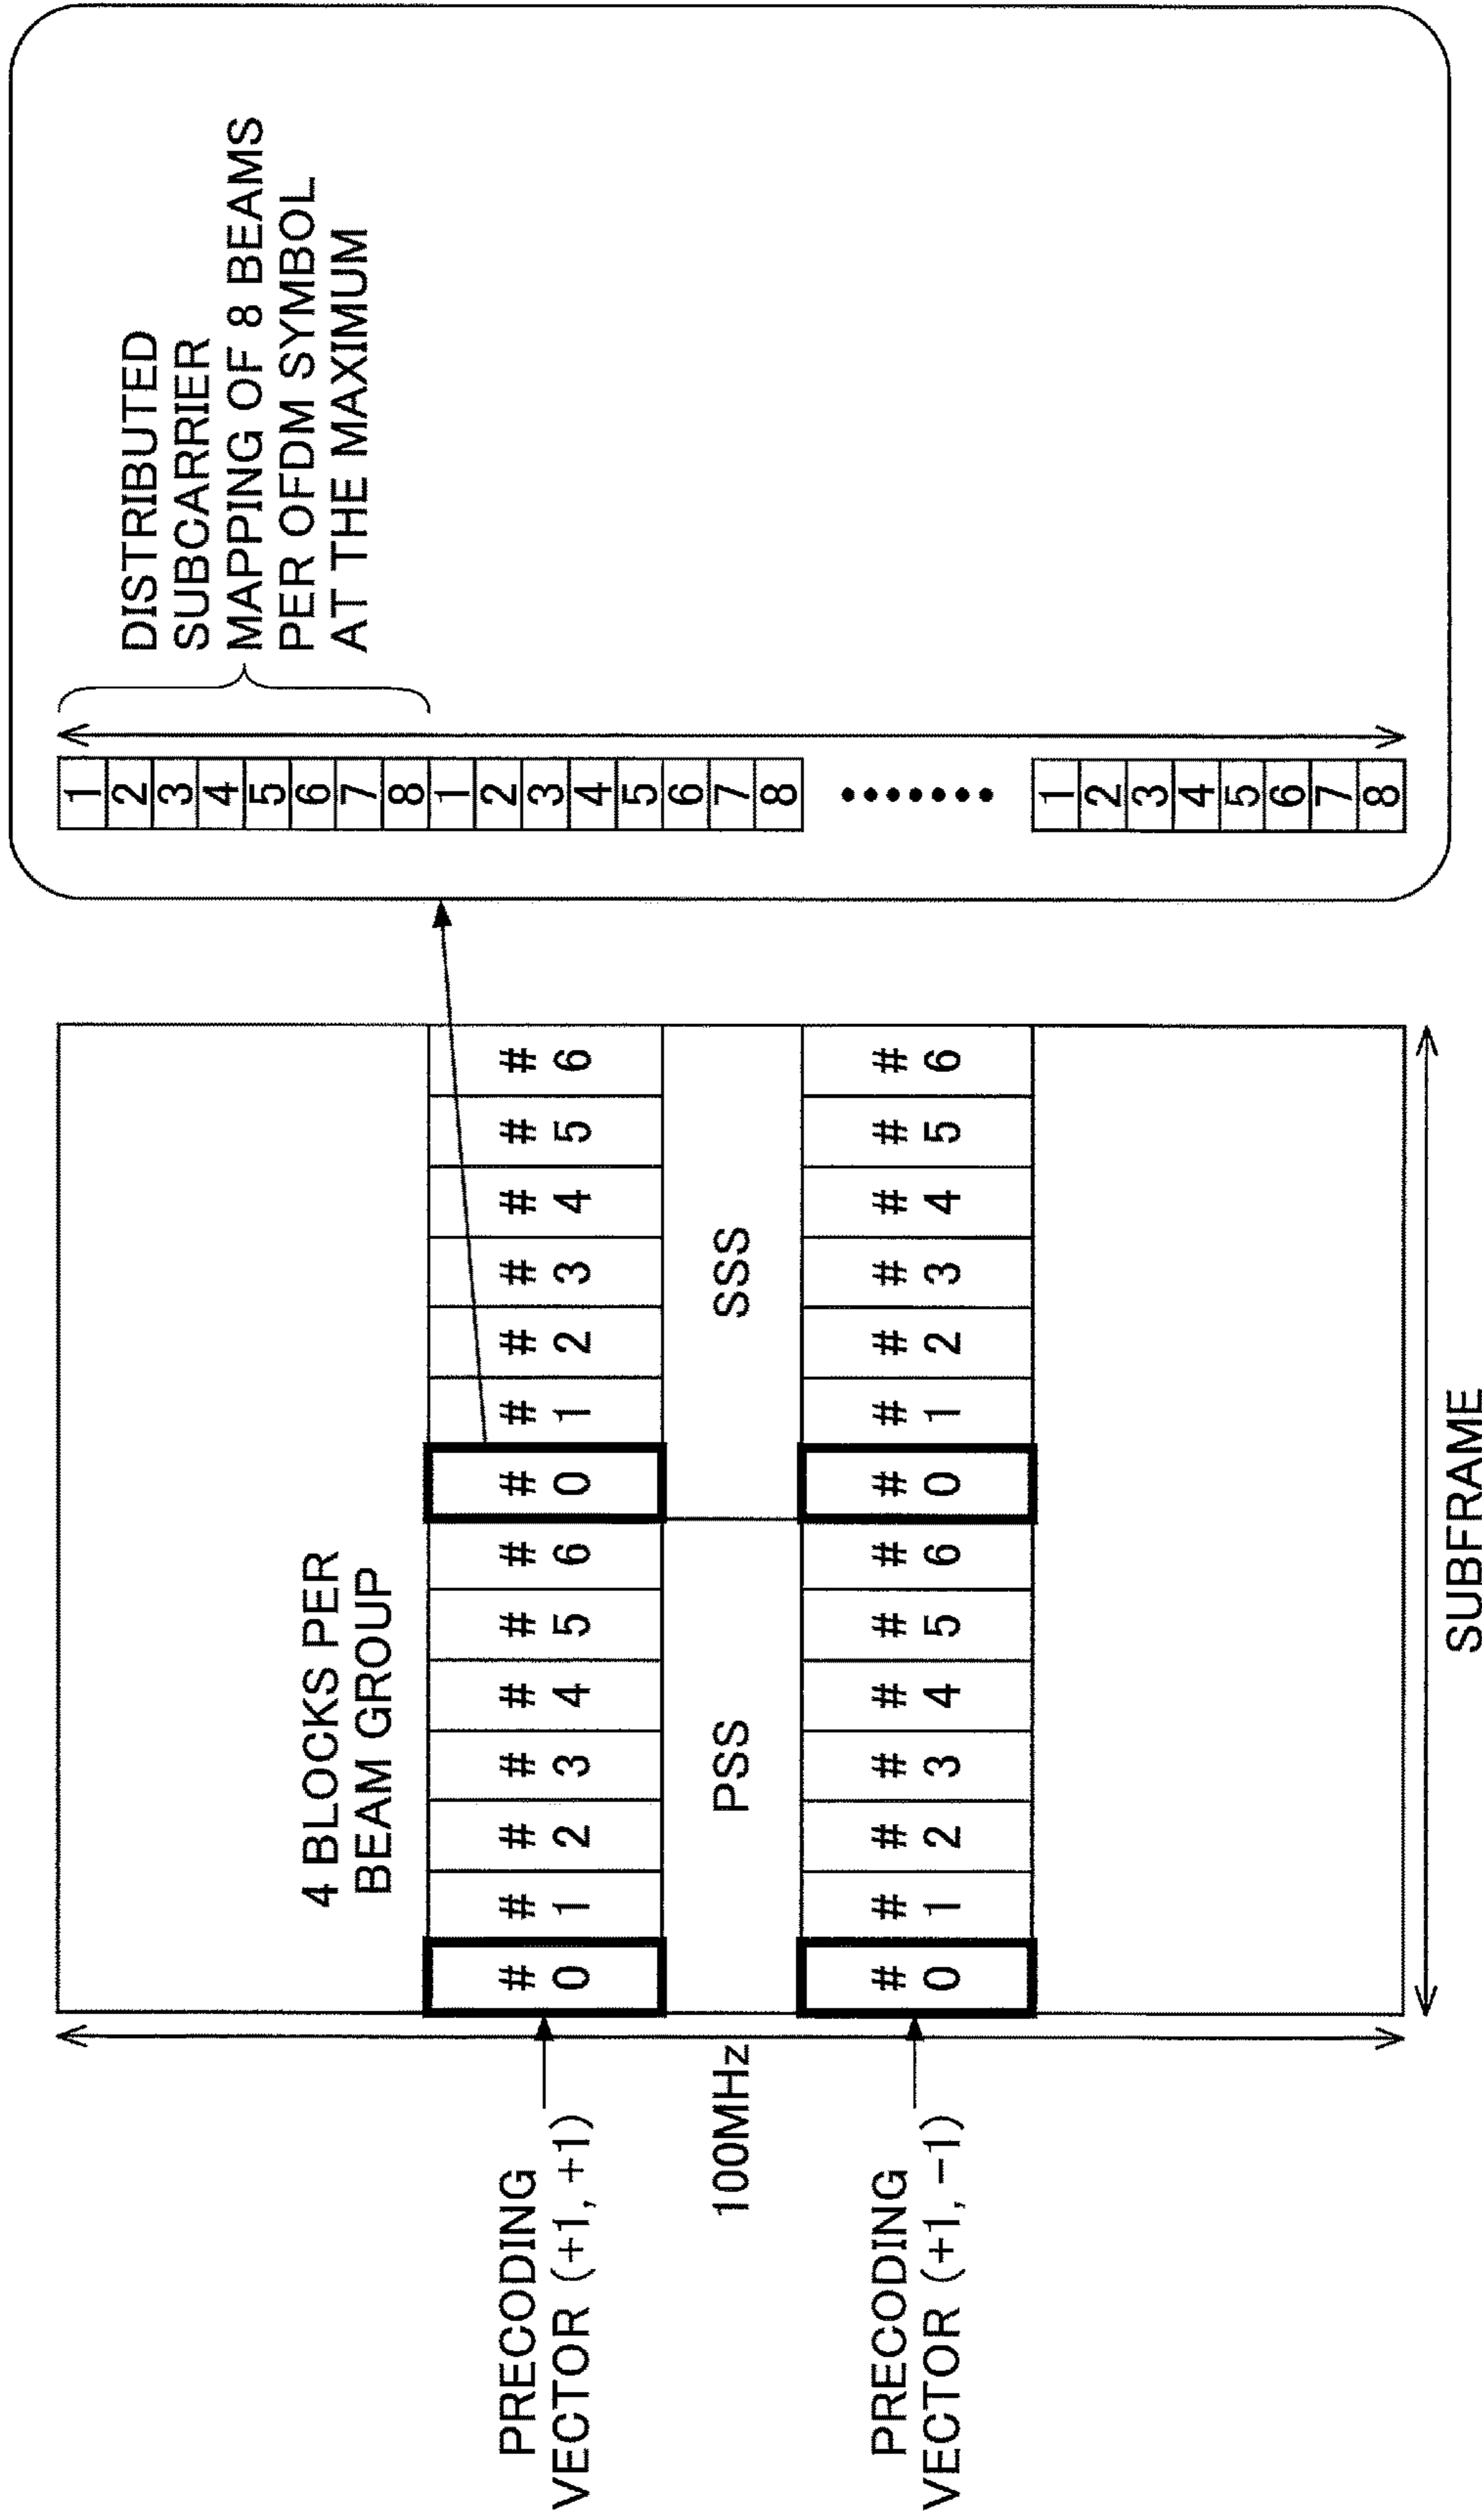 4 BLOCKS PER
BEAM GROUP
PRECODING
VECTOR (+1, +1)
#0 #1 #2 #3 #4 #5 #6 #0 #1 #2 #3 #4 #5 #6
100MHz
PSS
SSS
PRECODING
VECTOR (+1, −1)
#0 #1 #2 #3 #4 #5 #6 #0 #1 #2 #3 #4 #5 #6
SUBFRAME
DISTRIBUTED
SUBCARRIER
MAPPING OF 8 BEAMS
PER OFDM SYMBOL
AT THE MAXIMUM
1
2
3
4
5
6
7
8
1
2
3
4
5
6
7
8
1
2
3
4
5
6
7
8